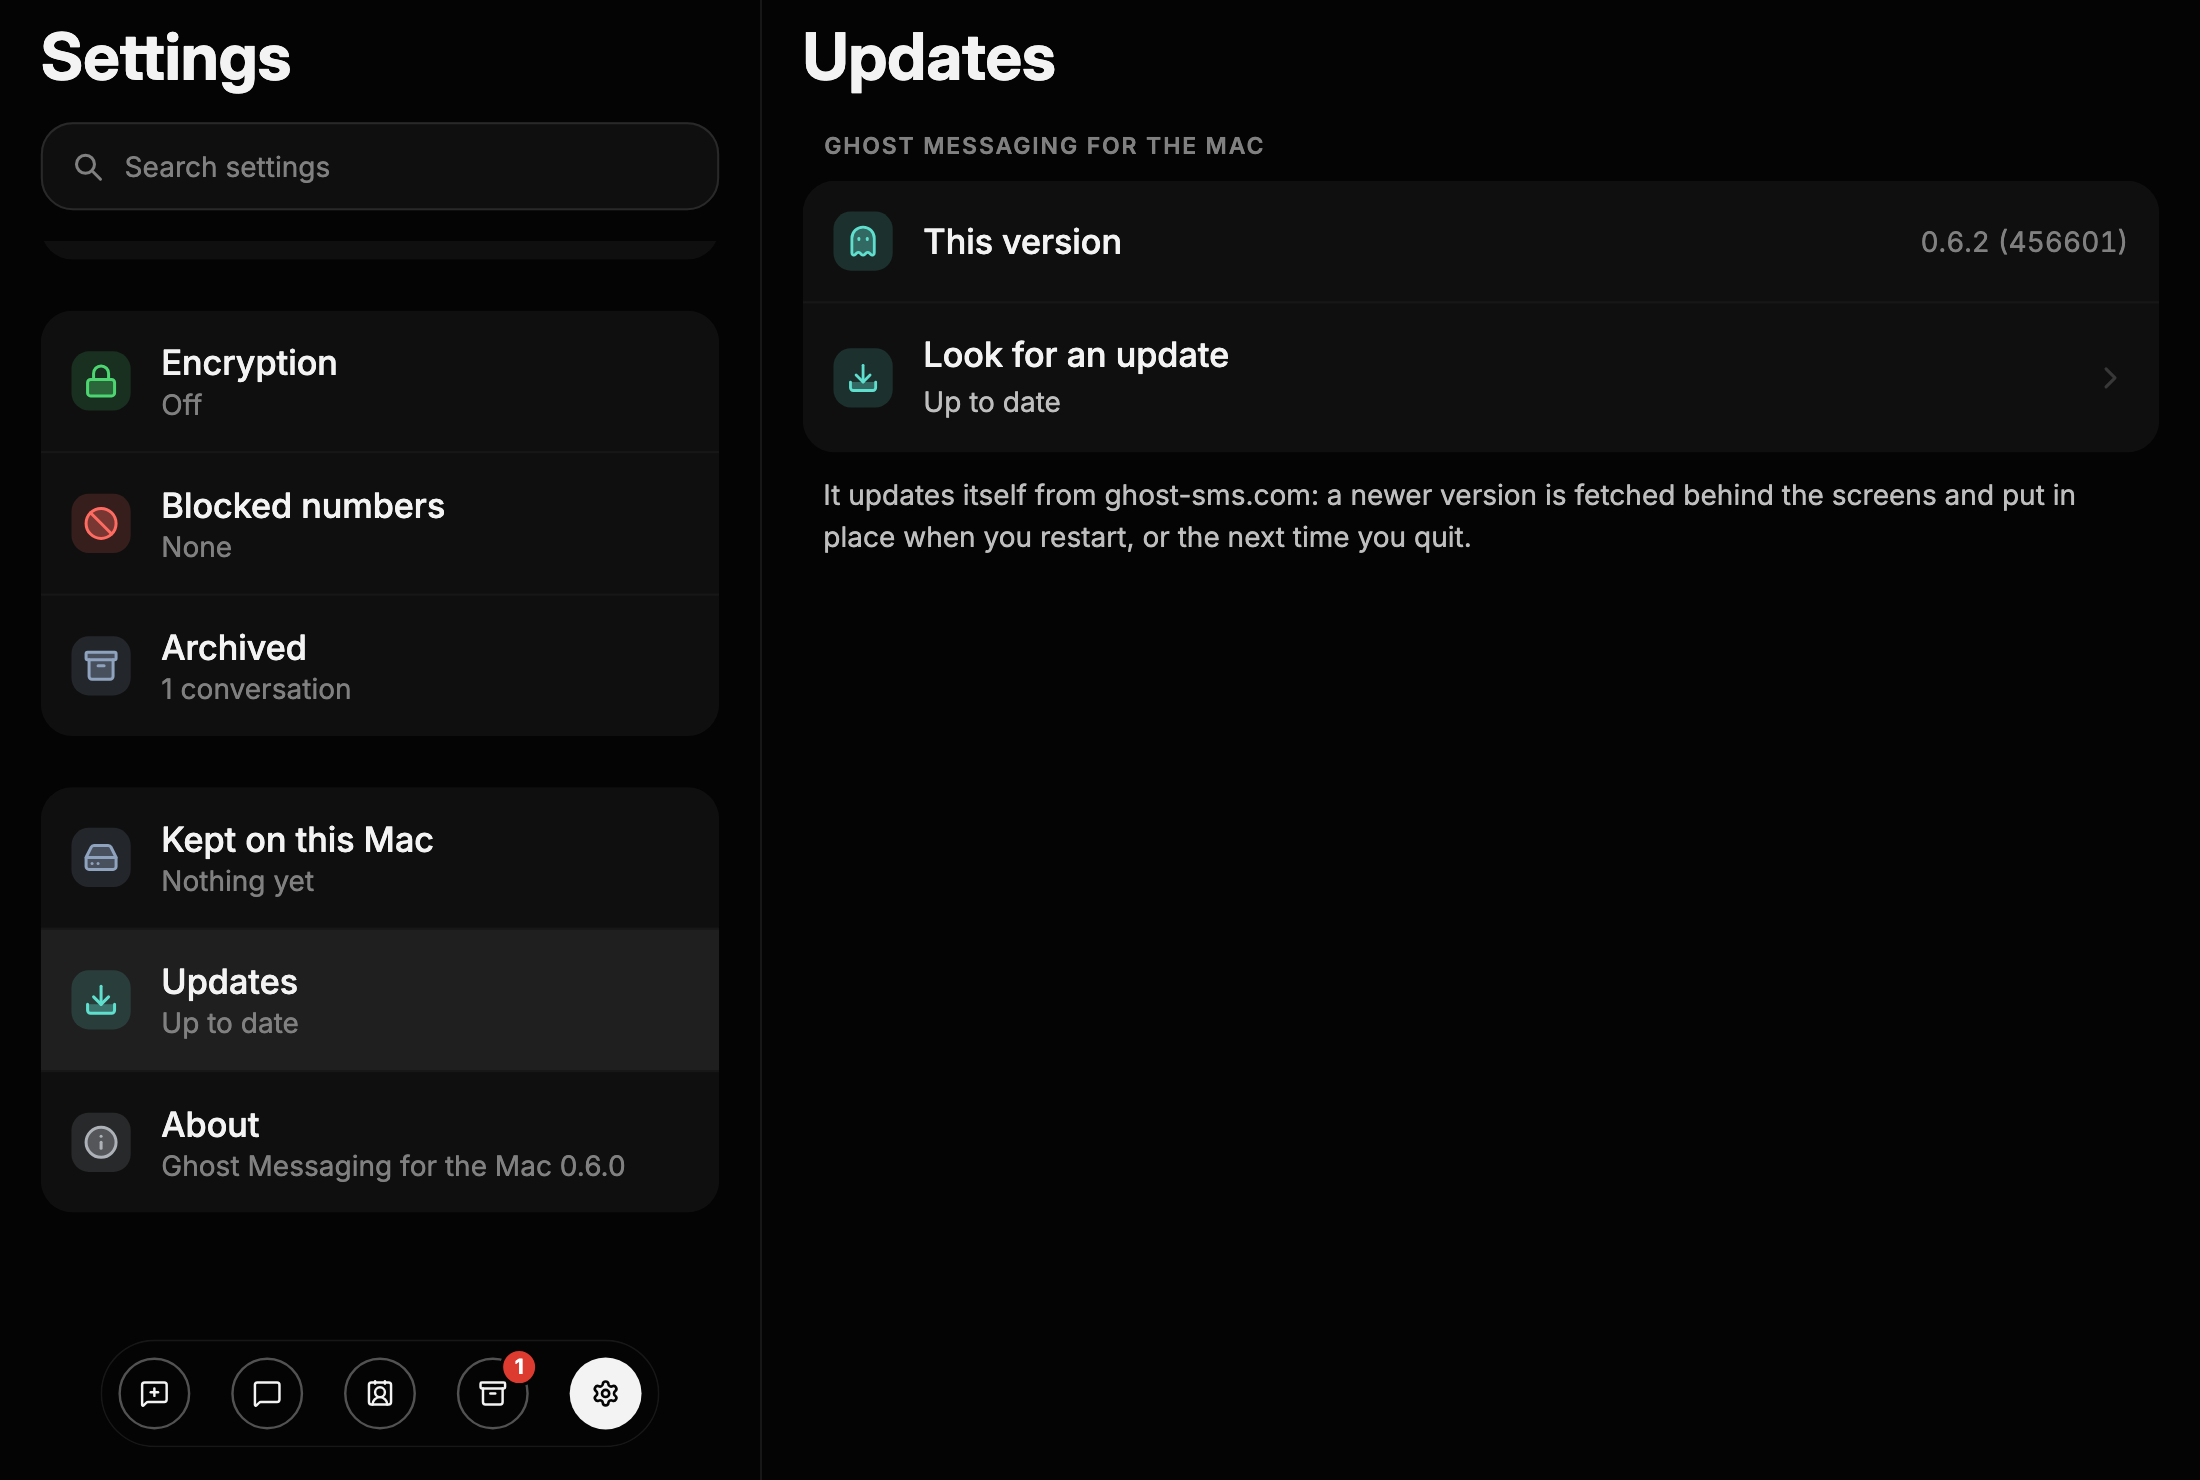 Settings
Search settings
Encryption
Off
Blocked numbers
None
Archived
1 conversation
Kept on this Mac
Nothing yet
Updates
Up to date
About
Ghost Messaging for the Mac 0.6.0
1
Updates
GHOST MESSAGING FOR THE MAC
This version
0.6.2 (456601)
Look for an update
Up to date
It updates itself from ghost-sms.com: a newer version is fetched behind the screens and put in
place when you restart, or the next time you quit.